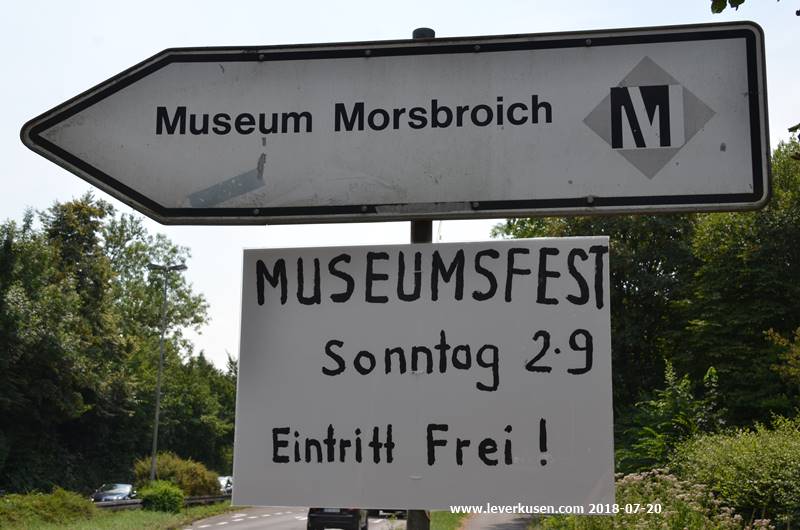 Museum Morsbroich
M
MUSEUMSFEST
Sonntag 2.9
Eintritt Frei !
www.leverkusen.com 2018-07-20